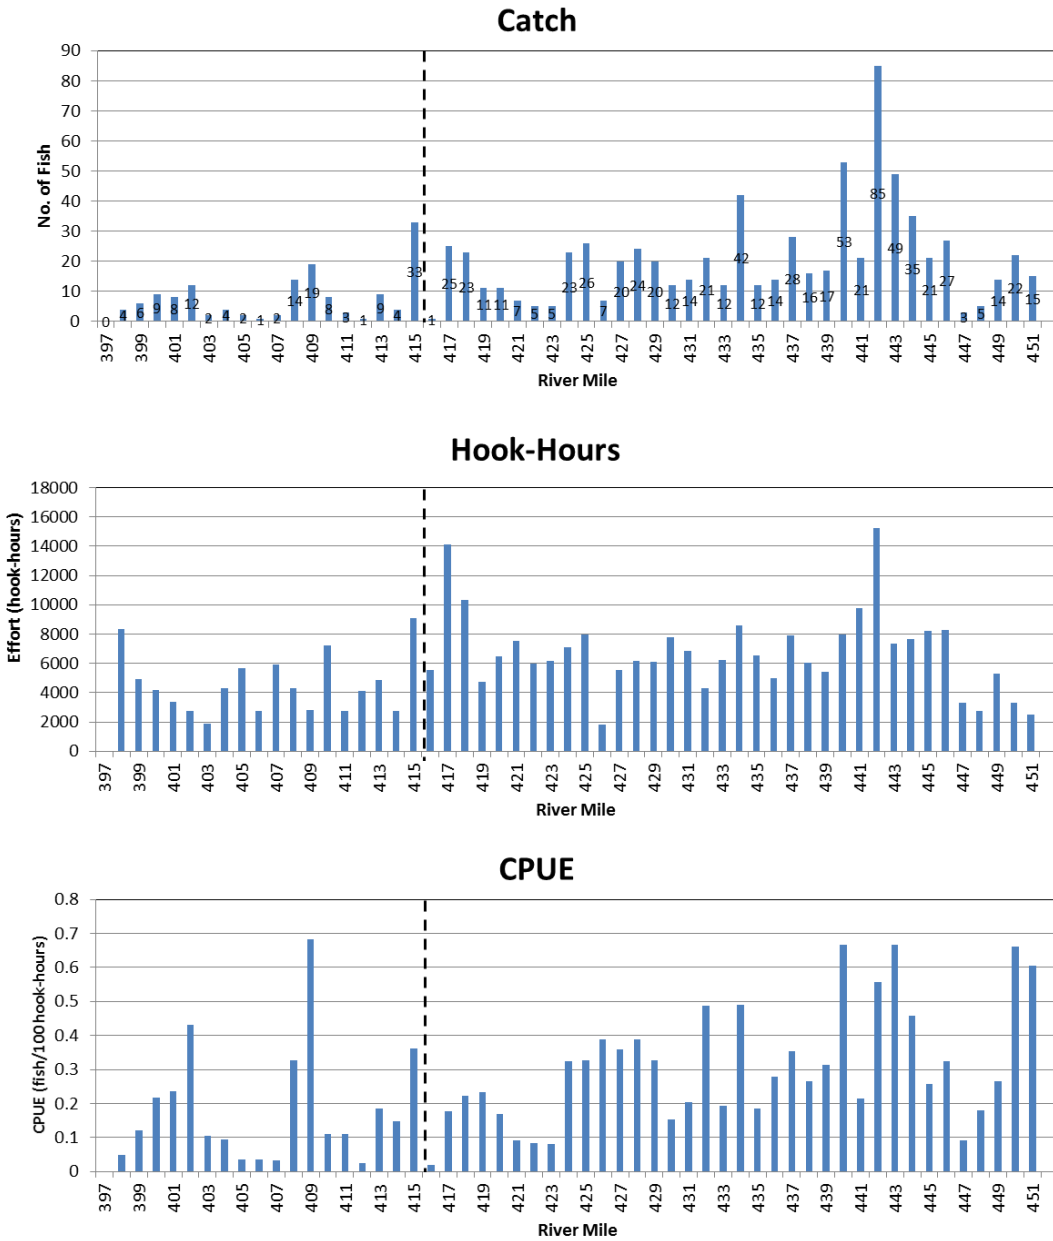 Catch
No. of Fish
90
80
70
60
50
40
30
20
10
0
0 4 6 9 8 12 2 4 2 1 2 14 19 8 3 1 9 4 33 1 25 23 11 11 7 5 5 23 26 7 20 24 20 12 14 21 12 42 12 14 28 16 17 53 21 85 49 35 21 27 3 5 14 22 15
397 399 401 403 405 407 409 411 413 415 417 419 421 423 425 427 429 431 433 435 437 439 441 443 445 447 449 451
River Mile
Hook-Hours
Effort (hook-hours)
18000
16000
14000
12000
10000
8000
6000
4000
2000
0
397 399 401 403 405 407 409 411 413 415 417 419 421 423 425 427 429 431 433 435 437 439 441 443 445 447 449 451
River Mile
CPUE
CPUE (fish/100 hook-hours)
0.8
0.7
0.6
0.5
0.4
0.3
0.2
0.1
0
397 399 401 403 405 407 409 411 413 415 417 419 421 423 425 427 429 431 433 435 437 439 441 443 445 447 449 451
River Mile